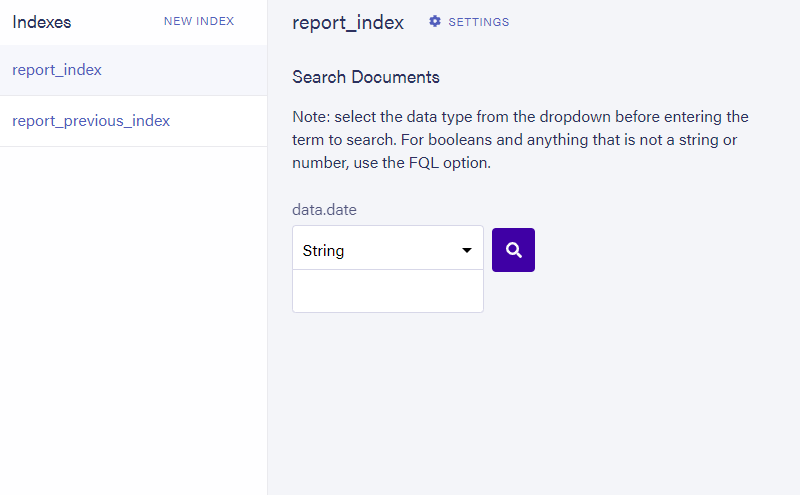 Indexes
NEW INDEX
report_index
report_previous_index
report_index
SETTINGS
Search Documents
Note: select the data type from the dropdown before entering the
term to search. For booleans and anything that is not a string or
number, use the FQL option.
data.date
String